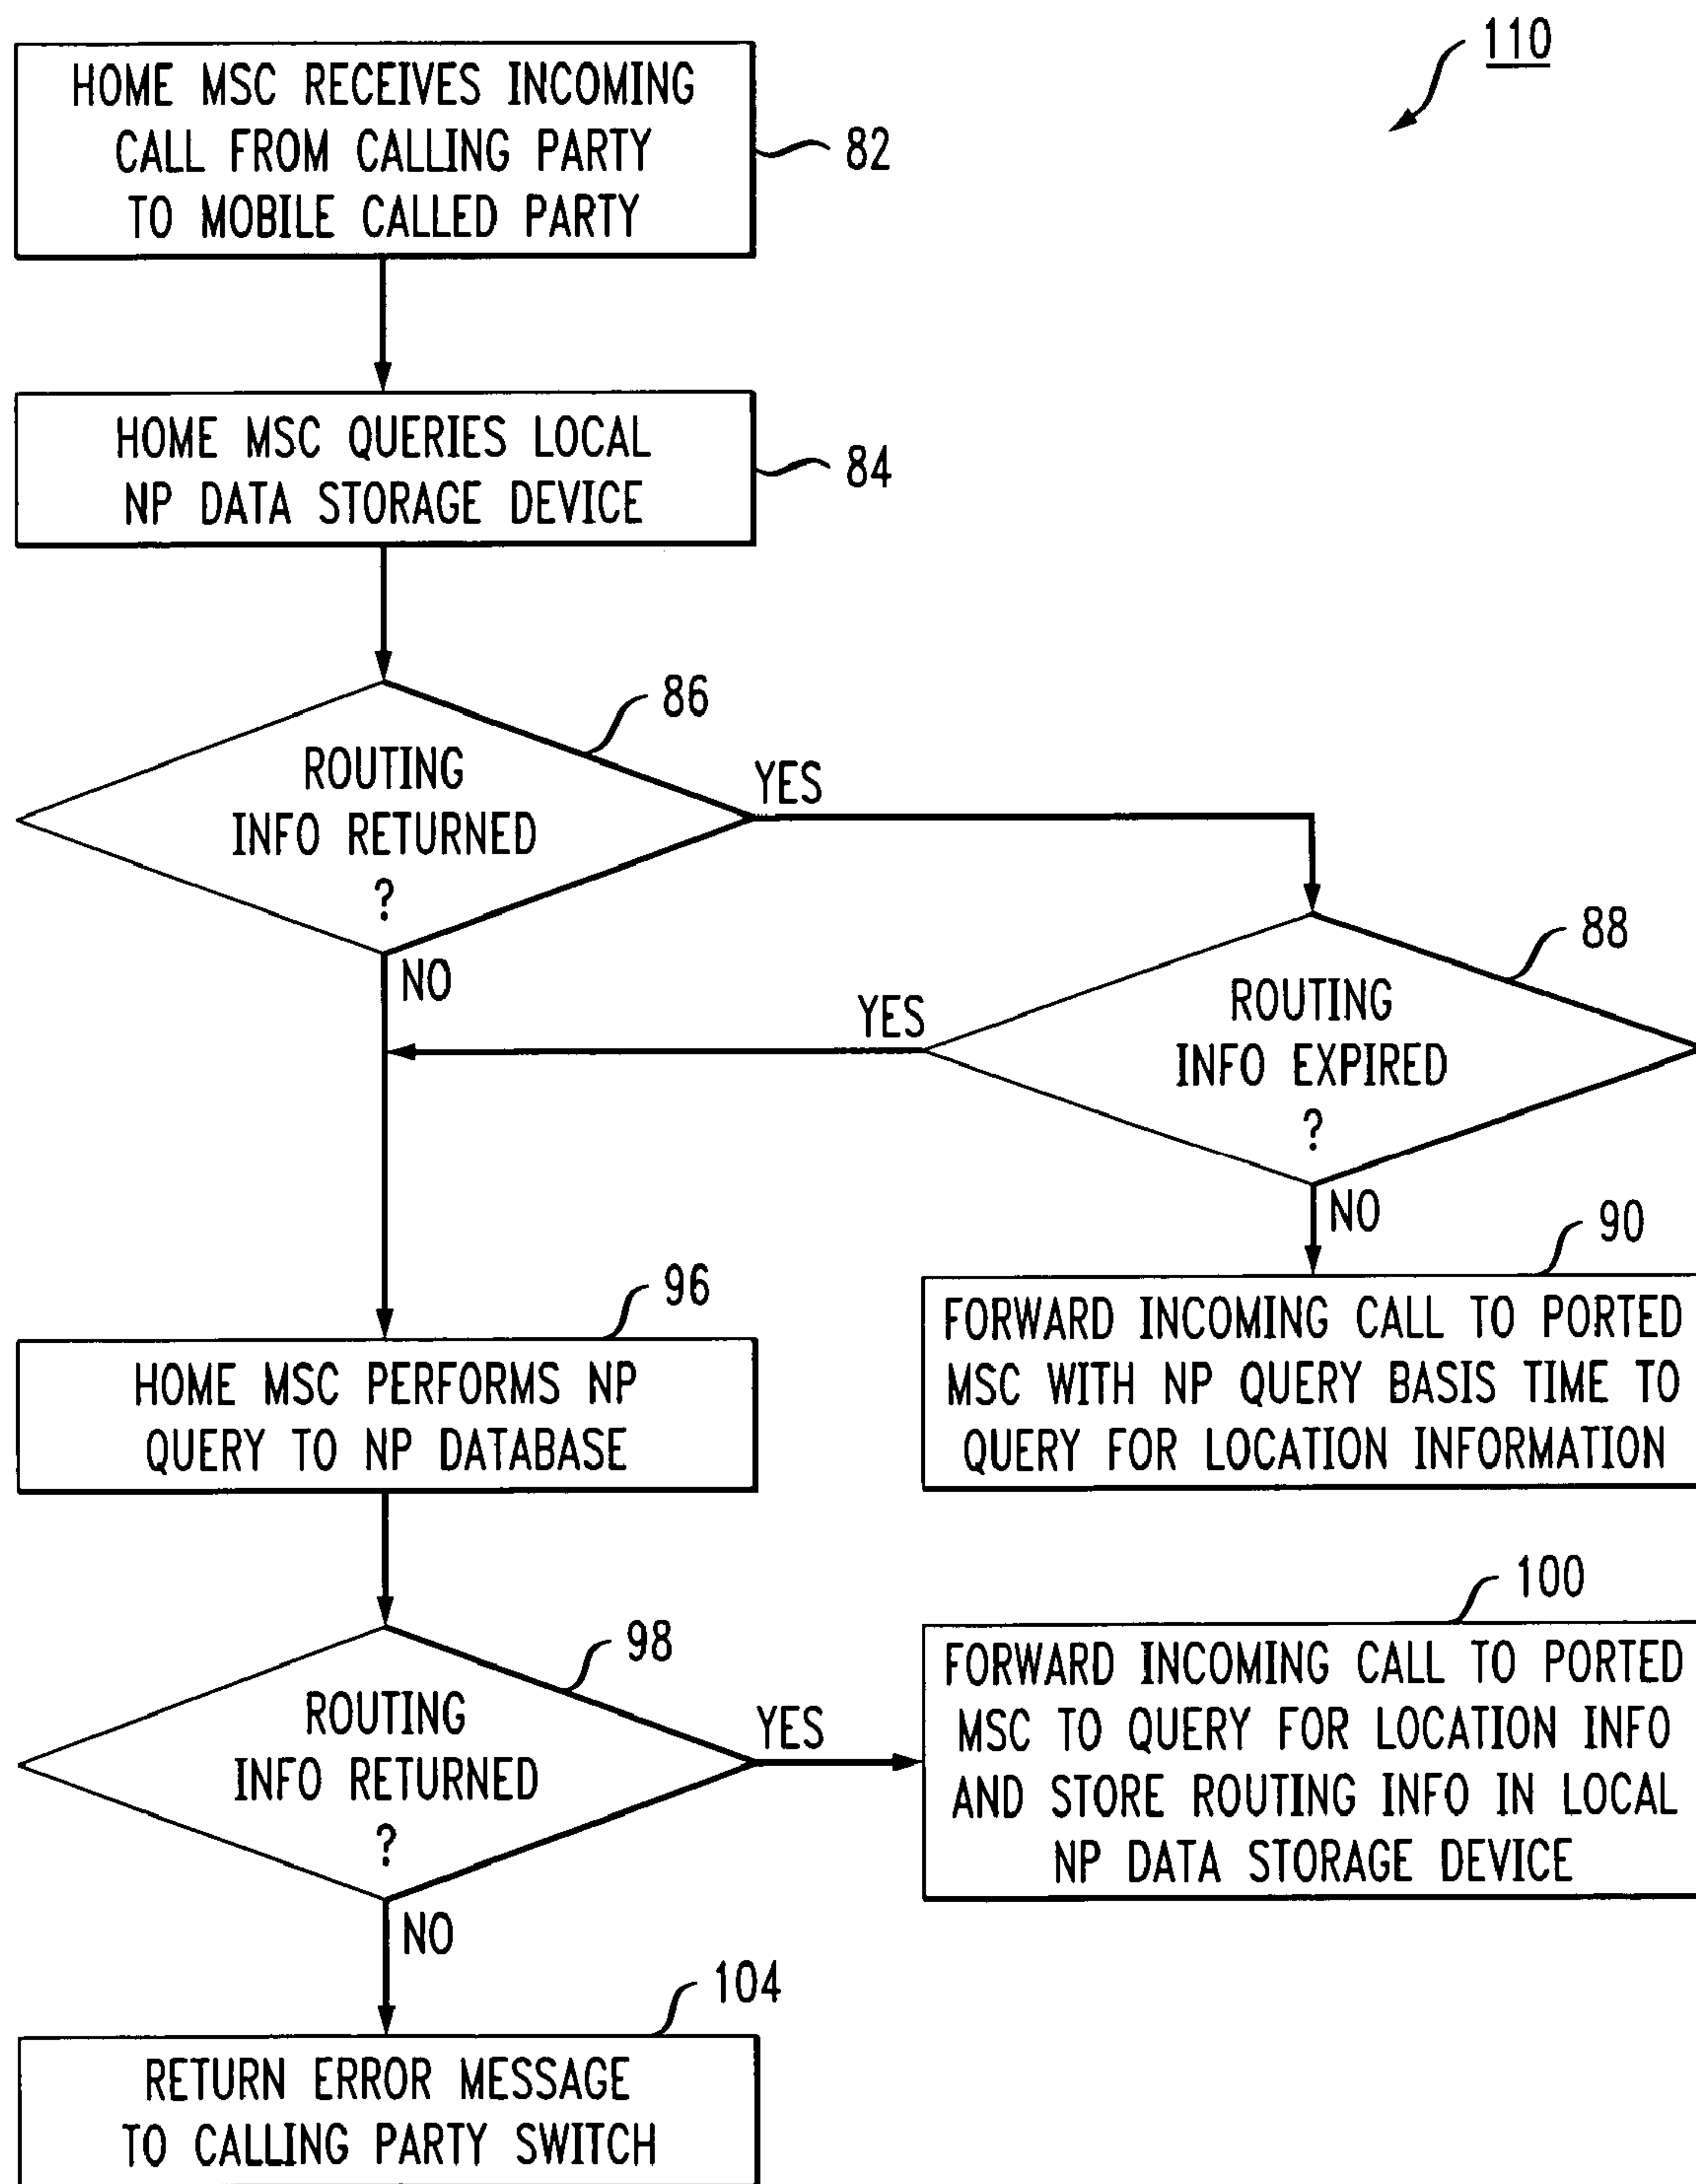 110
HOME MSC RECEIVES INCOMING
CALL FROM CALLING PARTY
TO MOBILE CALLED PARTY
82
HOME MSC QUERIES LOCAL
NP DATA STORAGE DEVICE
84
86
ROUTING
INFO RETURNED
?
YES
NO
88
ROUTING
INFO EXPIRED
?
YES
NO
90
FORWARD INCOMING CALL TO PORTED
MSC WITH NP QUERY BASIS TIME TO
QUERY FOR LOCATION INFORMATION
96
HOME MSC PERFORMS NP
QUERY TO NP DATABASE
98
ROUTING
INFO RETURNED
?
YES
NO
100
FORWARD INCOMING CALL TO PORTED
MSC TO QUERY FOR LOCATION INFO
AND STORE ROUTING INFO IN LOCAL
NP DATA STORAGE DEVICE
104
RETURN ERROR MESSAGE
TO CALLING PARTY SWITCH